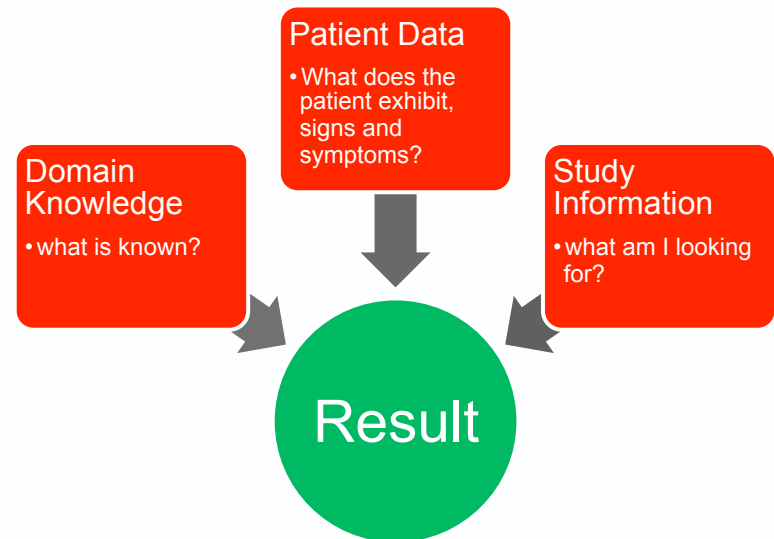 Patient Data
•What does the
patient exhibit,
signs and
symptoms?
Domain
Knowledge
•what is known?
Study
Information
•what am I looking
for?
Result